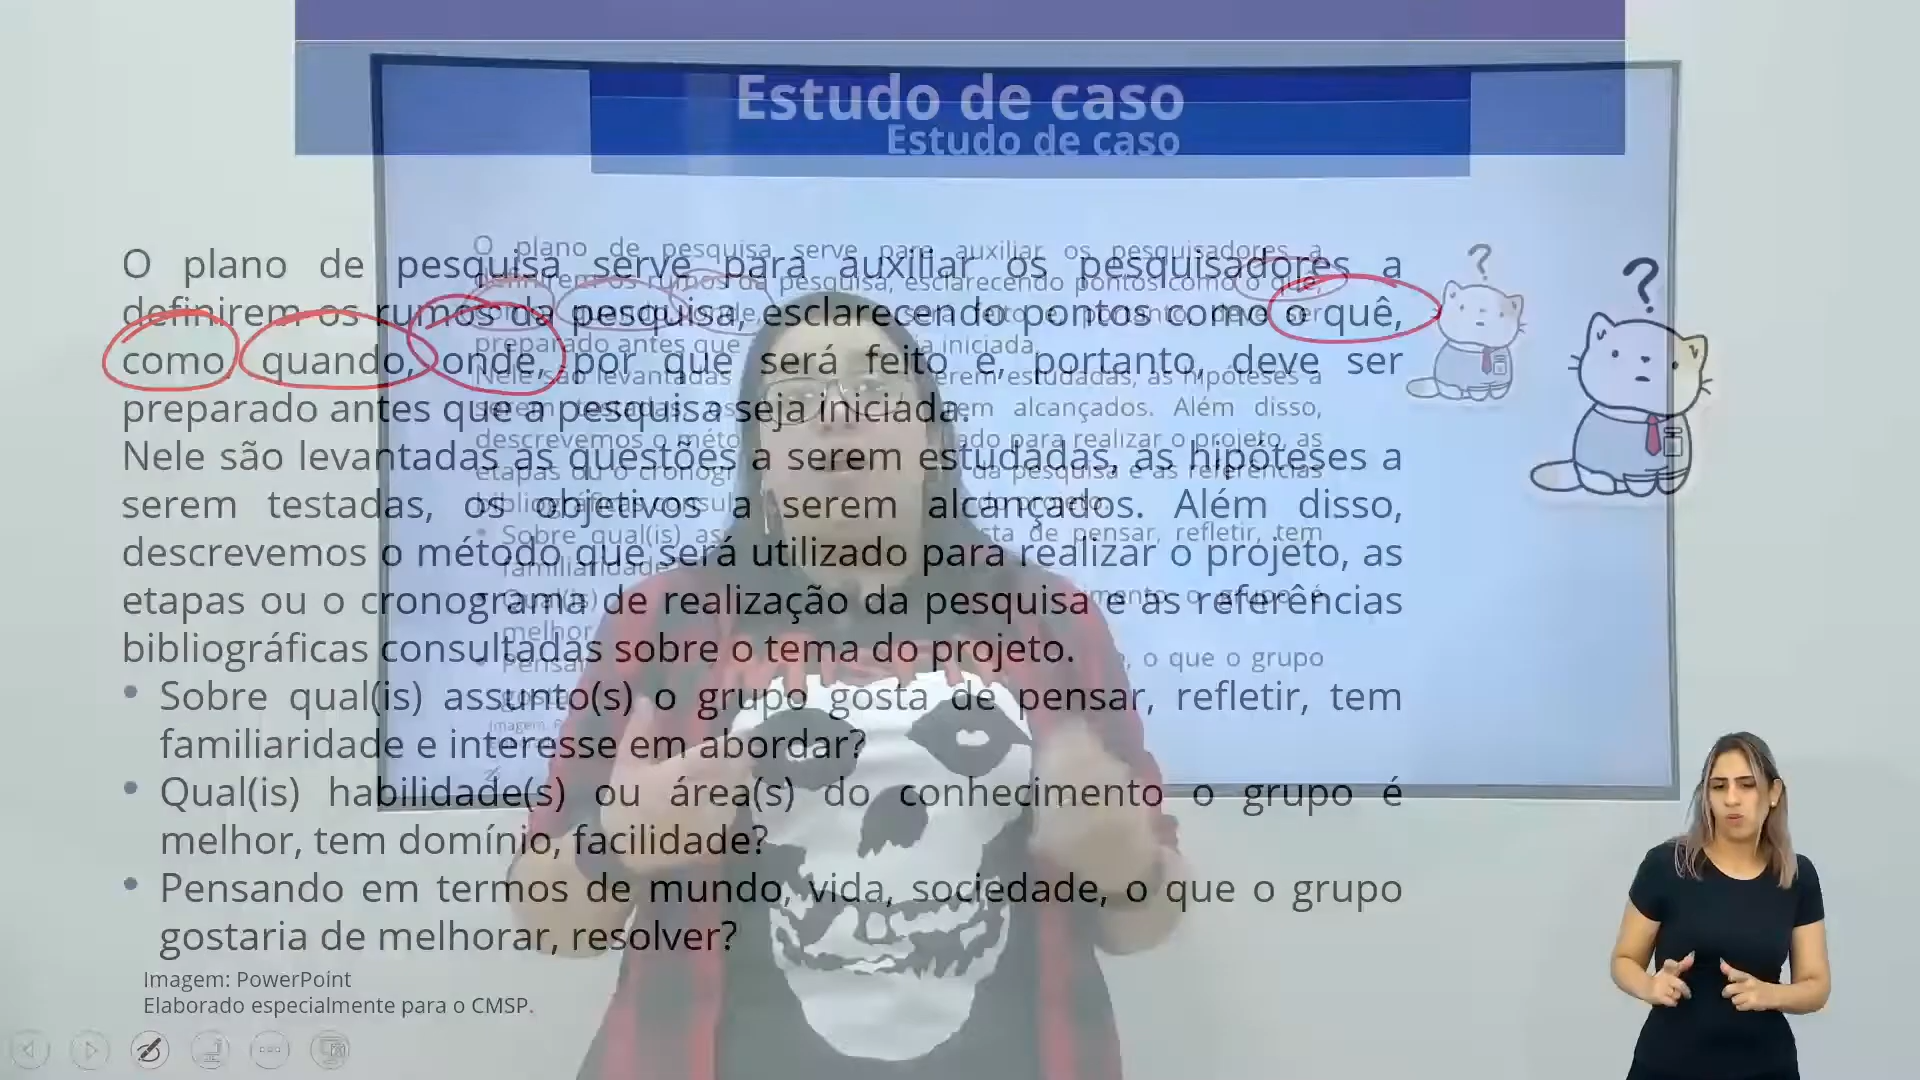 Estudo de caso
Estudo de caso
O plano de pesquisa serve para auxiliar os pesquisadores a
definirem os rumos da pesquisa, esclarecendo pontos como o quê,
como quando, onde, por que será feito e, portanto, deve ser
preparado antes que a pesquisa seja iniciada.
Nele são levantadas as questões a serem estudadas, as hipóteses a
serem testadas, os objetivos a serem alcançados. Além disso,
descrevemos o método que será utilizado para realizar o projeto, as
etapas ou o cronograma de realização da pesquisa e as referências
bibliográficas consultadas sobre o tema do projeto.
• Sobre qual(is) assunto(s) o grupo gosta de pensar, refletir, tem
familiaridade e interesse em abordar?
• Qual(is) habilidade(s) ou área(s) do conhecimento o grupo é
melhor, tem domínio, facilidade?
• Pensando em termos de mundo, vida, sociedade, o que o grupo
gostaria de melhorar, resolver?
Imagem: PowerPoint
Elaborado especialmente para o CMSP.